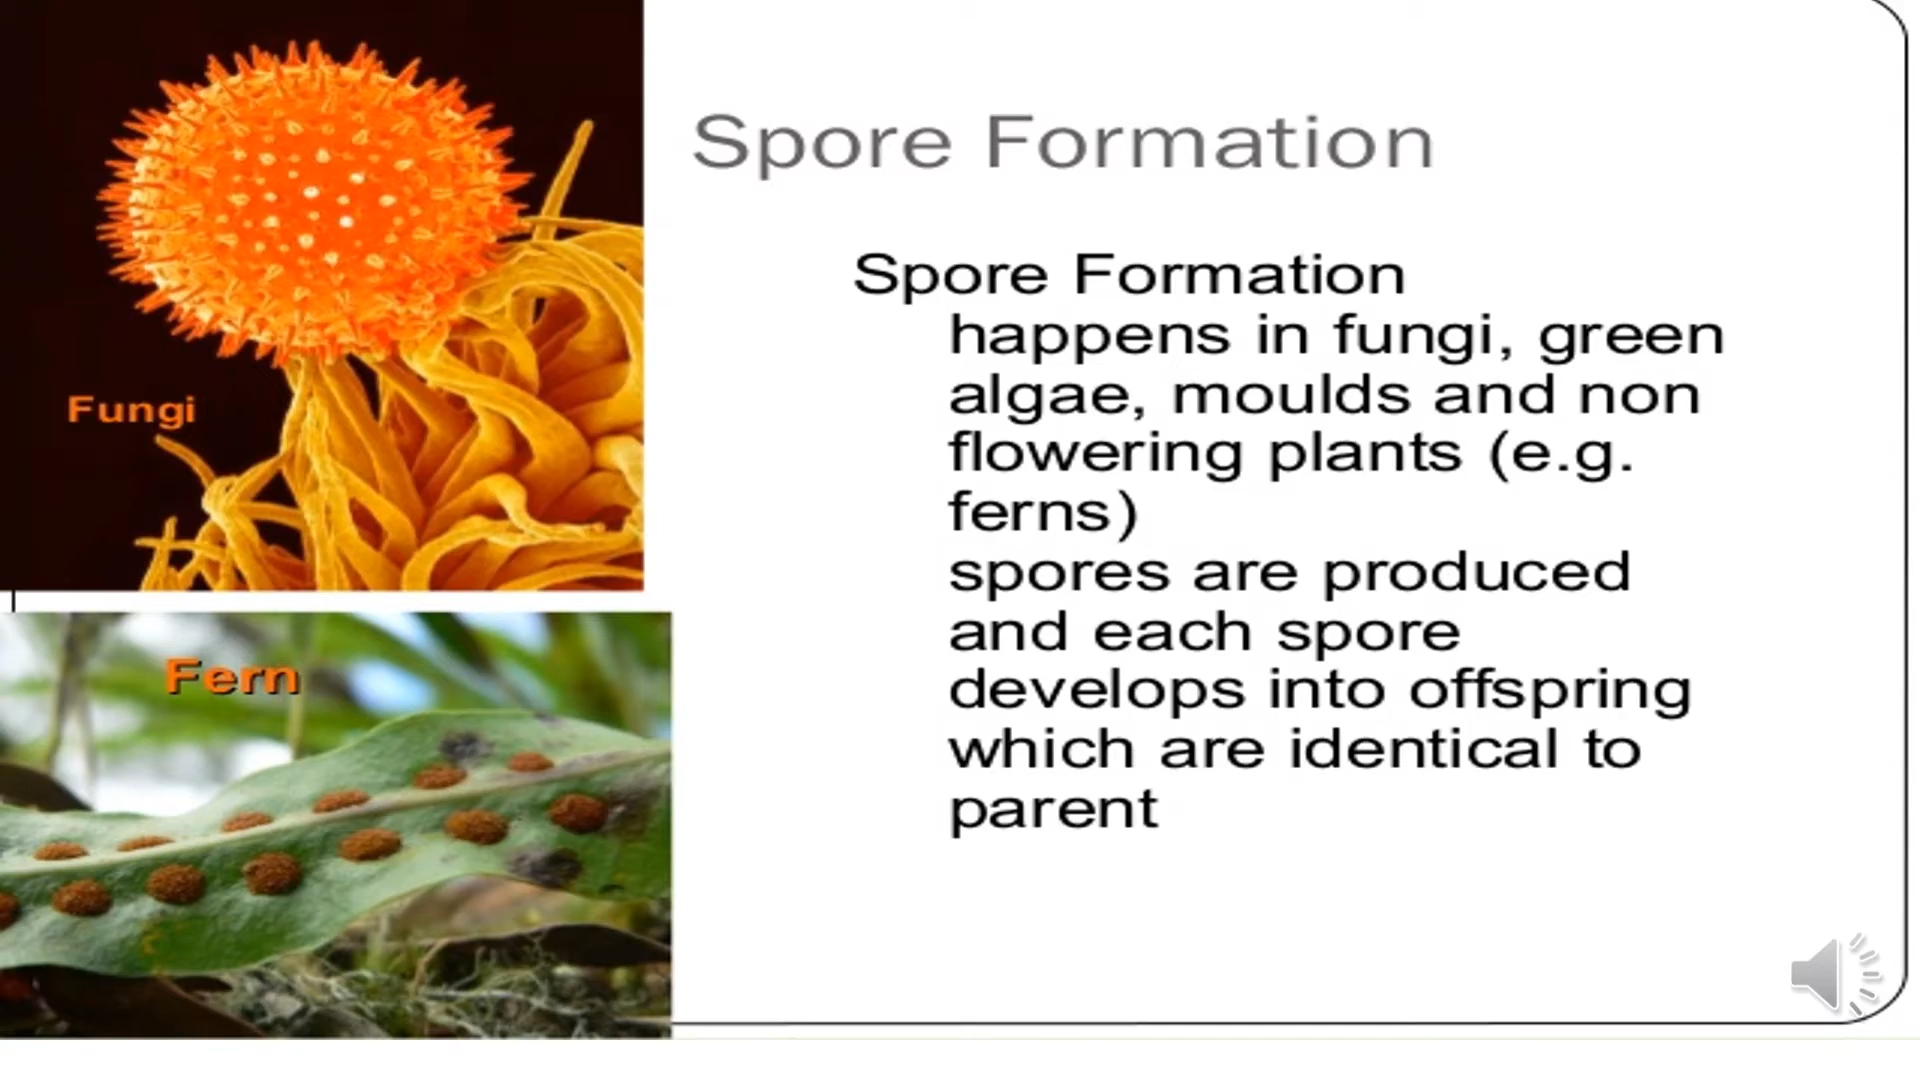 Spore Formation
Fungi
Fern
Spore Formation
happens in fungi, green
algae, moulds and non
flowering plants (e.g.
ferns)
spores are produced
and each spore
develops into offspring
which are identical to
parent